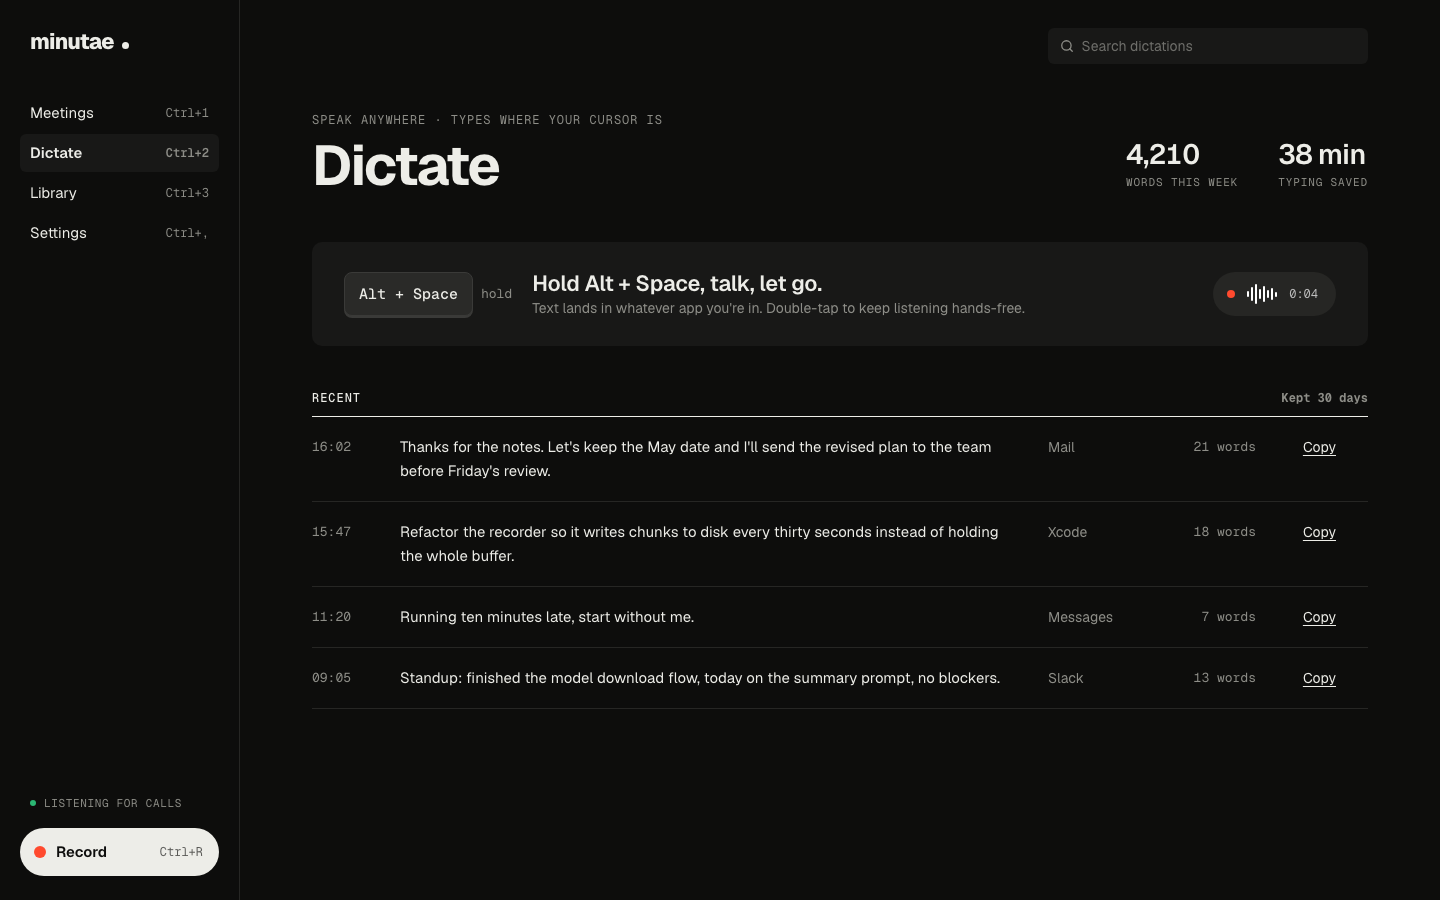 minutae
Search dictations
Meetings Ctrl+1
Dictate Ctrl+2
Library Ctrl+3
Settings Ctrl+,
SPEAK ANYWHERE · TYPES WHERE YOUR CURSOR IS
Dictate
4,210
WORDS THIS WEEK
38 min
TYPING SAVED
Alt + Space hold
Hold Alt + Space, talk, let go.
Text lands in whatever app you're in. Double-tap to keep listening hands-free.
0:04
RECENT Kept 30 days
16:02 Thanks for the notes. Let's keep the May date and I'll send the revised plan to the team Mail 21 words Copy
before Friday's review.
15:47 Refactor the recorder so it writes chunks to disk every thirty seconds instead of holding Xcode 18 words Copy
the whole buffer.
11:20 Running ten minutes late, start without me. Messages 7 words Copy
09:05 Standup: finished the model download flow, today on the summary prompt, no blockers. Slack 13 words Copy
LISTENING FOR CALLS
Record Ctrl+R